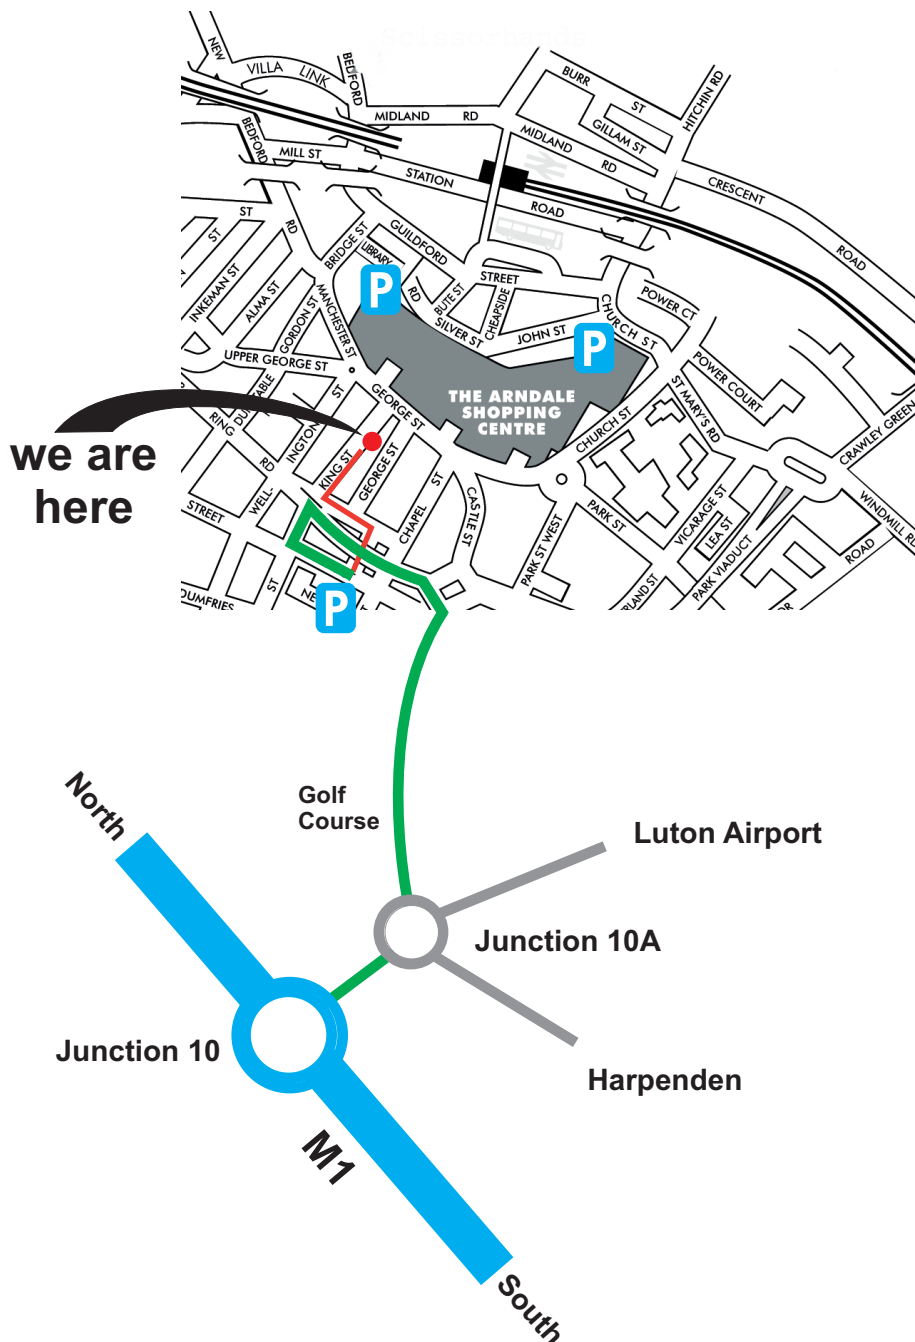 Scissorhands
NEW
VILLA LINK
BEDFORD
MIDLAND RD
BURR
ST
GILLAM ST
HITCHIN RD
BEDFORD
MILL ST
STATION
ROAD
MIDLAND
RD
CRESCENT
ROAD
ST
ST
RD
INKEMAN ST
ALMA ST
GORDON ST
MANCHESTER ST
BRIDGE ST
LIBRARY
RD
GUILDFORD
STREET
BUTE ST
CHEAPSIDE
SILVER ST
JOHN ST
CHURCH ST
POWER CT
P
P
UPPER GEORGE ST
THE ARNDALE
SHOPPING
CENTRE
CHURCH ST
ST MARY'S RD
POWER COURT
CRAWLEY GREEN
GEORGE ST
we are
here
RING
RD
DUNSTABLE
WELL-
INGTON
ST
KING ST
GEORGE ST
CHAPEL
ST
CASTLE ST
PARK ST WEST
PARK ST
VICARAGE ST
LEA ST
PARK VIADUCT
WINDMILL RD
ROAD
STREET
DUMFRIES
ST
P
RLAND ST
Golf
Course
North
Luton Airport
Junction 10A
Junction 10
Harpenden
M1
South